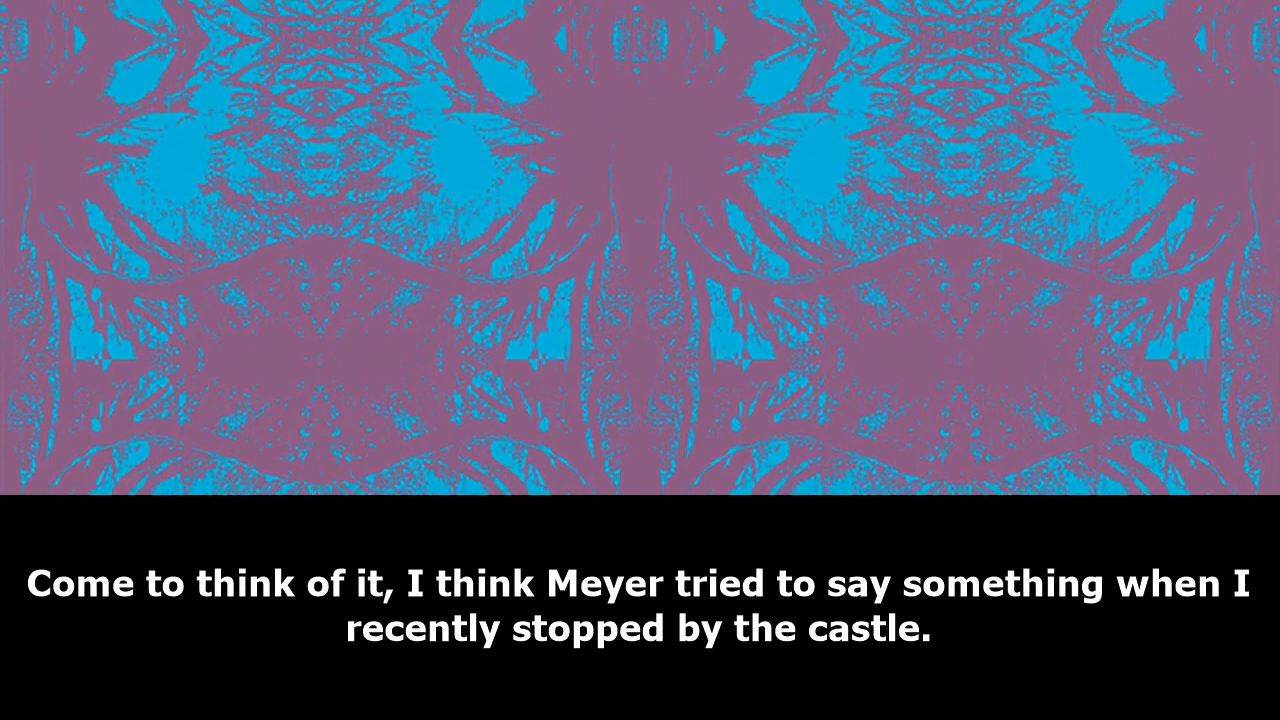 Come to think of it, I think Meyer tried to say something when I
recently stopped by the castle.